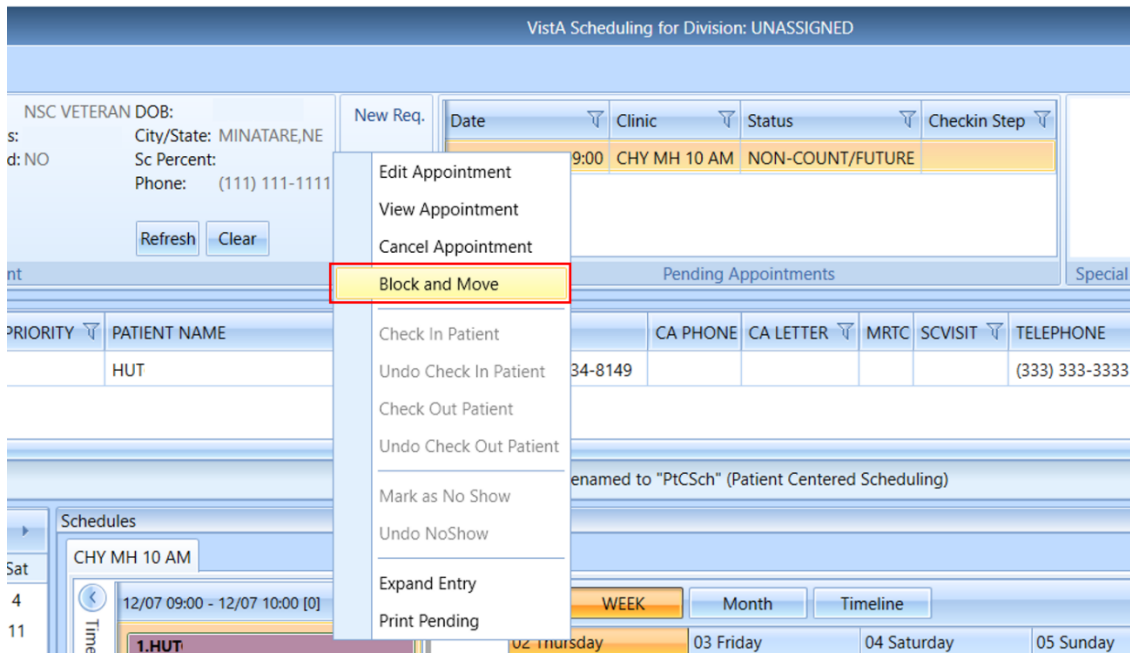 VistA Scheduling for Division: UNASSIGNED
NSC VETERAN DOB:
s:
City/State: MINATARE,NE
d: NO
Sc Percent:
Phone: (111) 111-1111
Refresh Clear
nt
New Req.
Date Clinic Status Checkin Step
9:00 CHY MH 10 AM NON-COUNT/FUTURE
Pending Appointments
Special
Edit Appointment
View Appointment
Cancel Appointment
Block and Move
Check In Patient
Undo Check In Patient
Check Out Patient
Undo Check Out Patient
Mark as No Show
Undo NoShow
Expand Entry
Print Pending
PRIORITY PATIENT NAME CA PHONE CA LETTER MRTC SCVISIT TELEPHONE
HUT 34-8149 (333) 333-3333
enamed to "PtCSch" (Patient Centered Scheduling)
Schedules
CHY MH 10 AM
Sat
4
11
12/07 09:00 - 12/07 10:00 [0]
WEEK Month Timeline
Time
1.HUT
02 Thursday 03 Friday 04 Saturday 05 Sunday